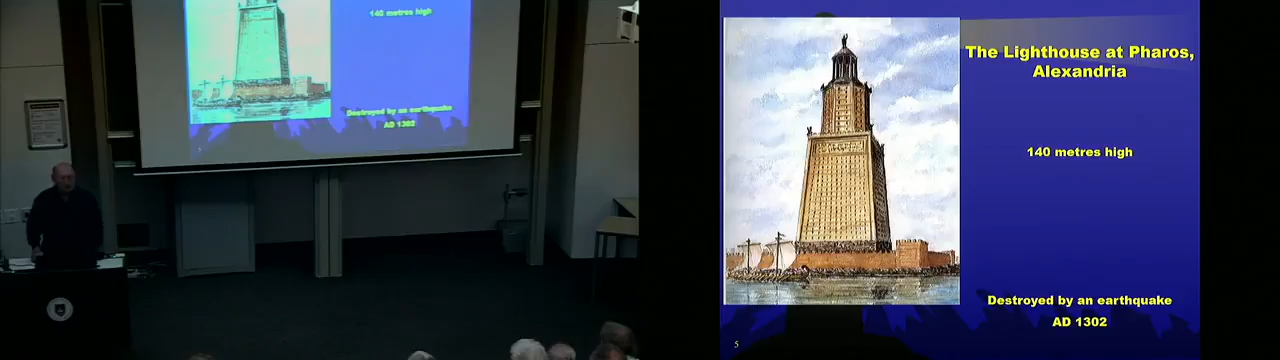 140 metres high
Destroyed by an earthquake
AD 1302
The Lighthouse at Pharos,
Alexandria
140 metres high
Destroyed by an earthquake
AD 1302
5